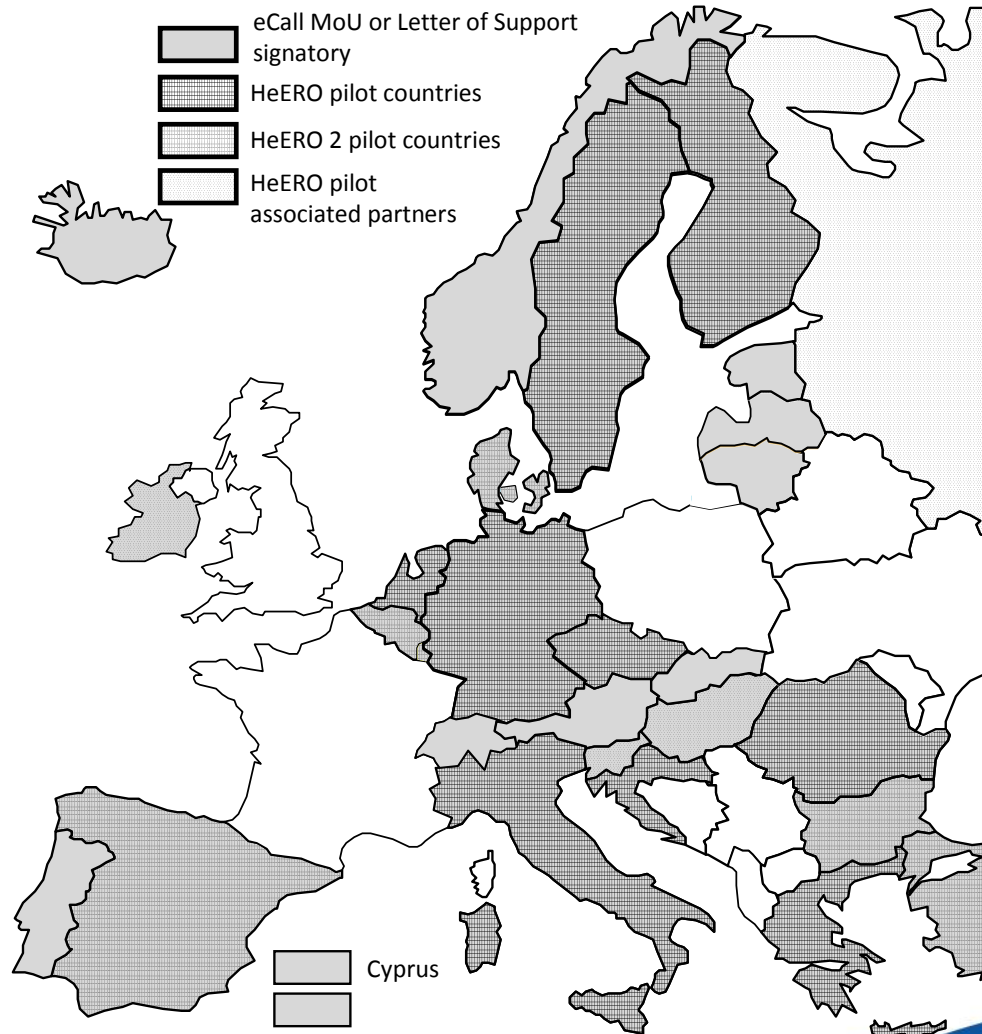 eCall MoU or Letter of Support
signatory
HeERO pilot countries
HeERO 2 pilot countries
HeERO pilot
associated partners
Cyprus